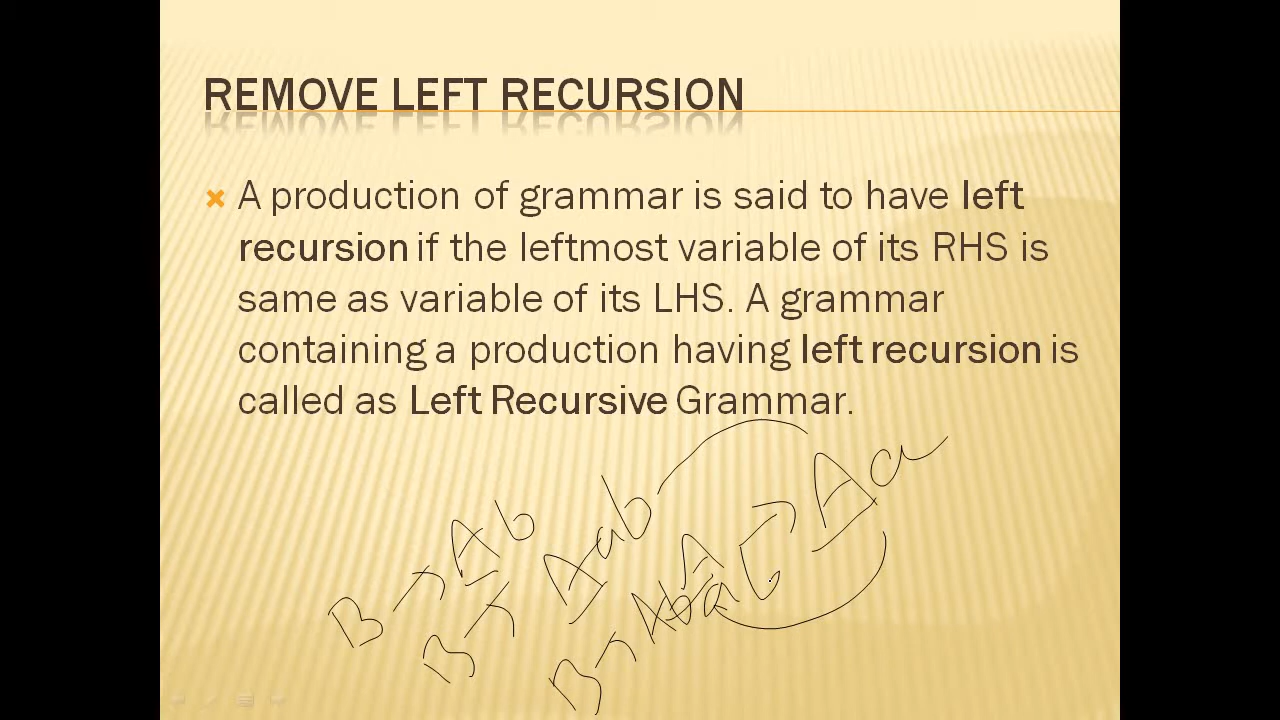 REMOVE LEFT RECURSION
A production of grammar is said to have left
recursion if the leftmost variable of its RHS is
same as variable of its LHS. A grammar
containing a production having left recursion is
called as Left Recursive Grammar.
A → Aa
B → Ab
B → Aab
B →